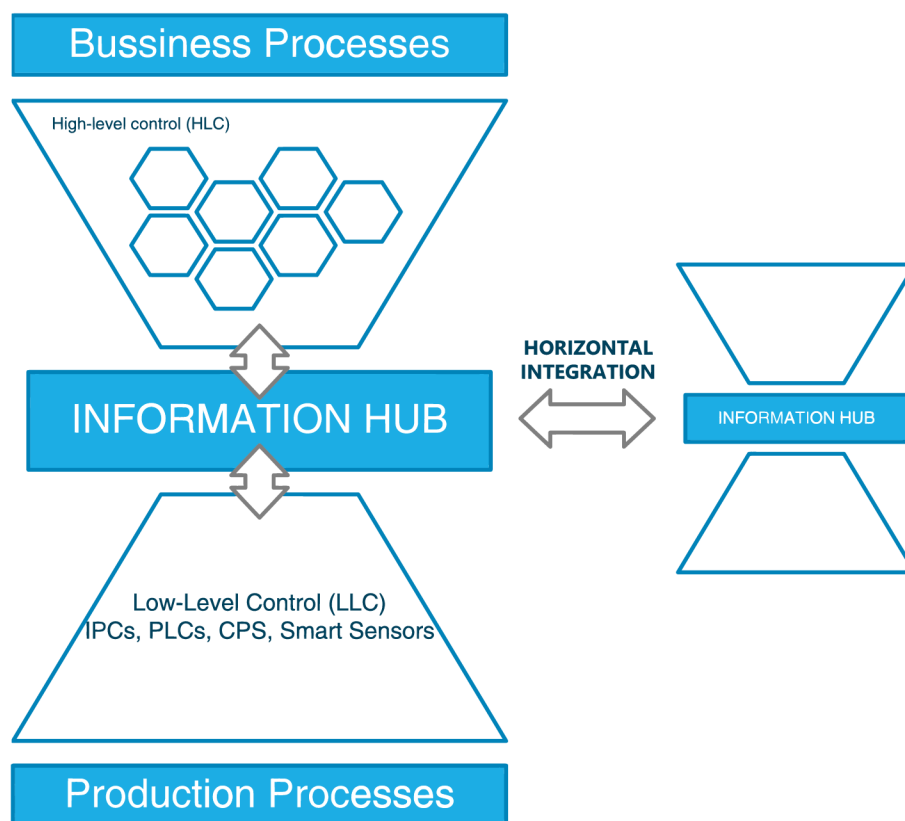 Bussiness Processes
High-level control (HLC)
HORIZONTAL
INTEGRATION
INFORMATION HUB
INFORMATION HUB
Low-Level Control (LLC)
IPCs, PLCs, CPS, Smart Sensors
Production Processes